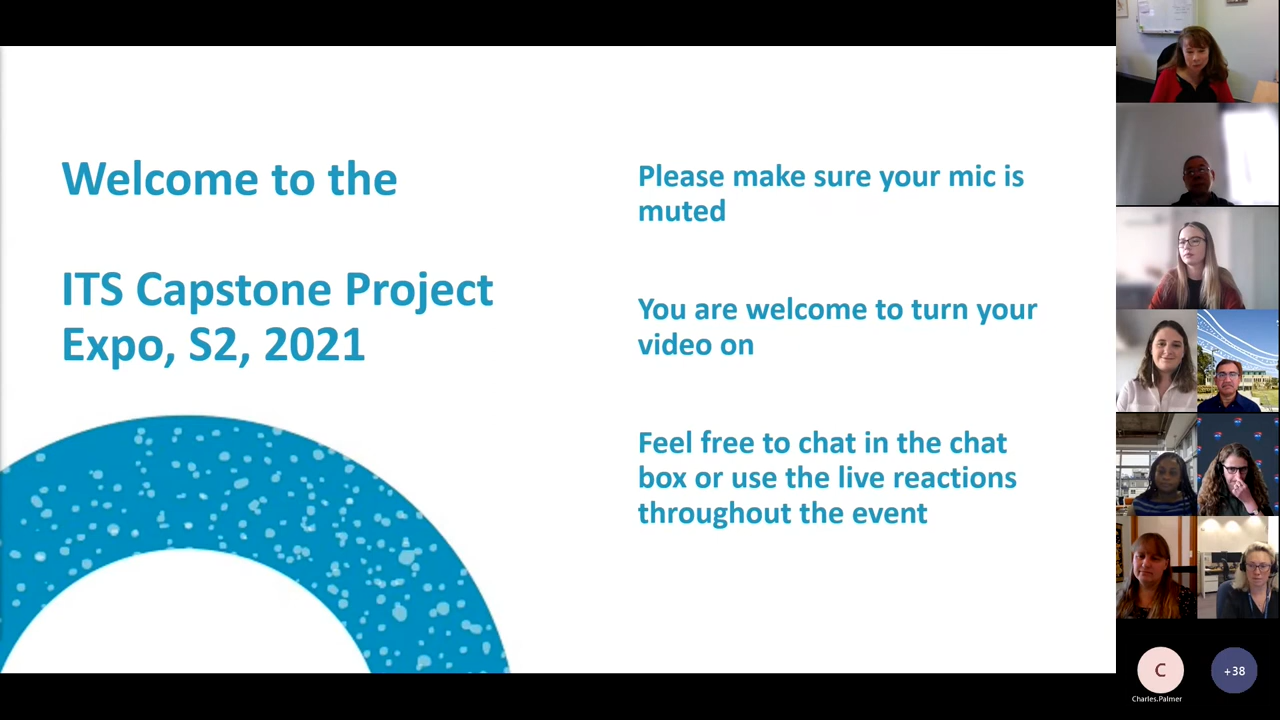 Welcome to the
ITS Capstone Project
Expo, S2, 2021
Please make sure your mic is
muted
You are welcome to turn your
video on
Feel free to chat in the chat
box or use the live reactions
throughout the event
C
+38
Charles.Palmer